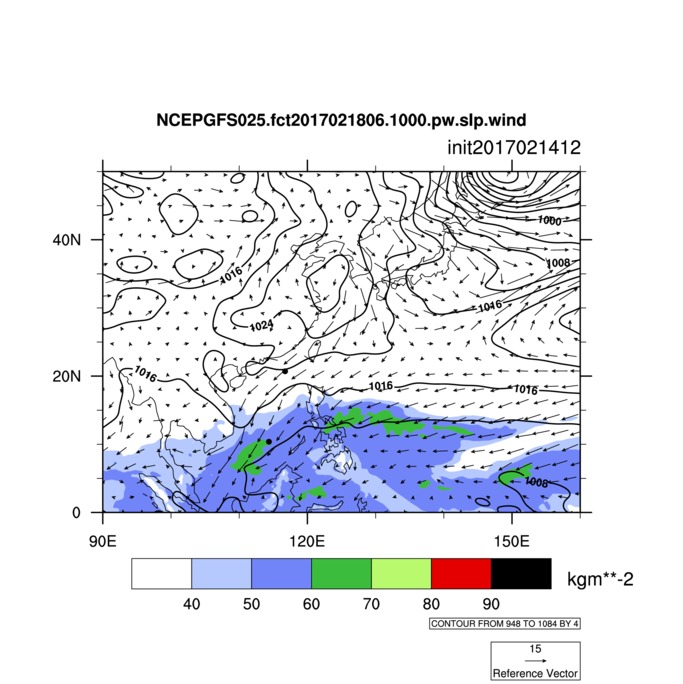 NCEPGFS025.fct2017021806.1000.pw.slp.wind
init2017021412
1000
40N
1008
1016
1016
1024
20N
1016
1016
1016
1008
0
90E 120E 150E
kgm**-2
40 50 60 70 80 90
CONTOUR FROM 948 TO 1084 BY 4
15
Reference Vector